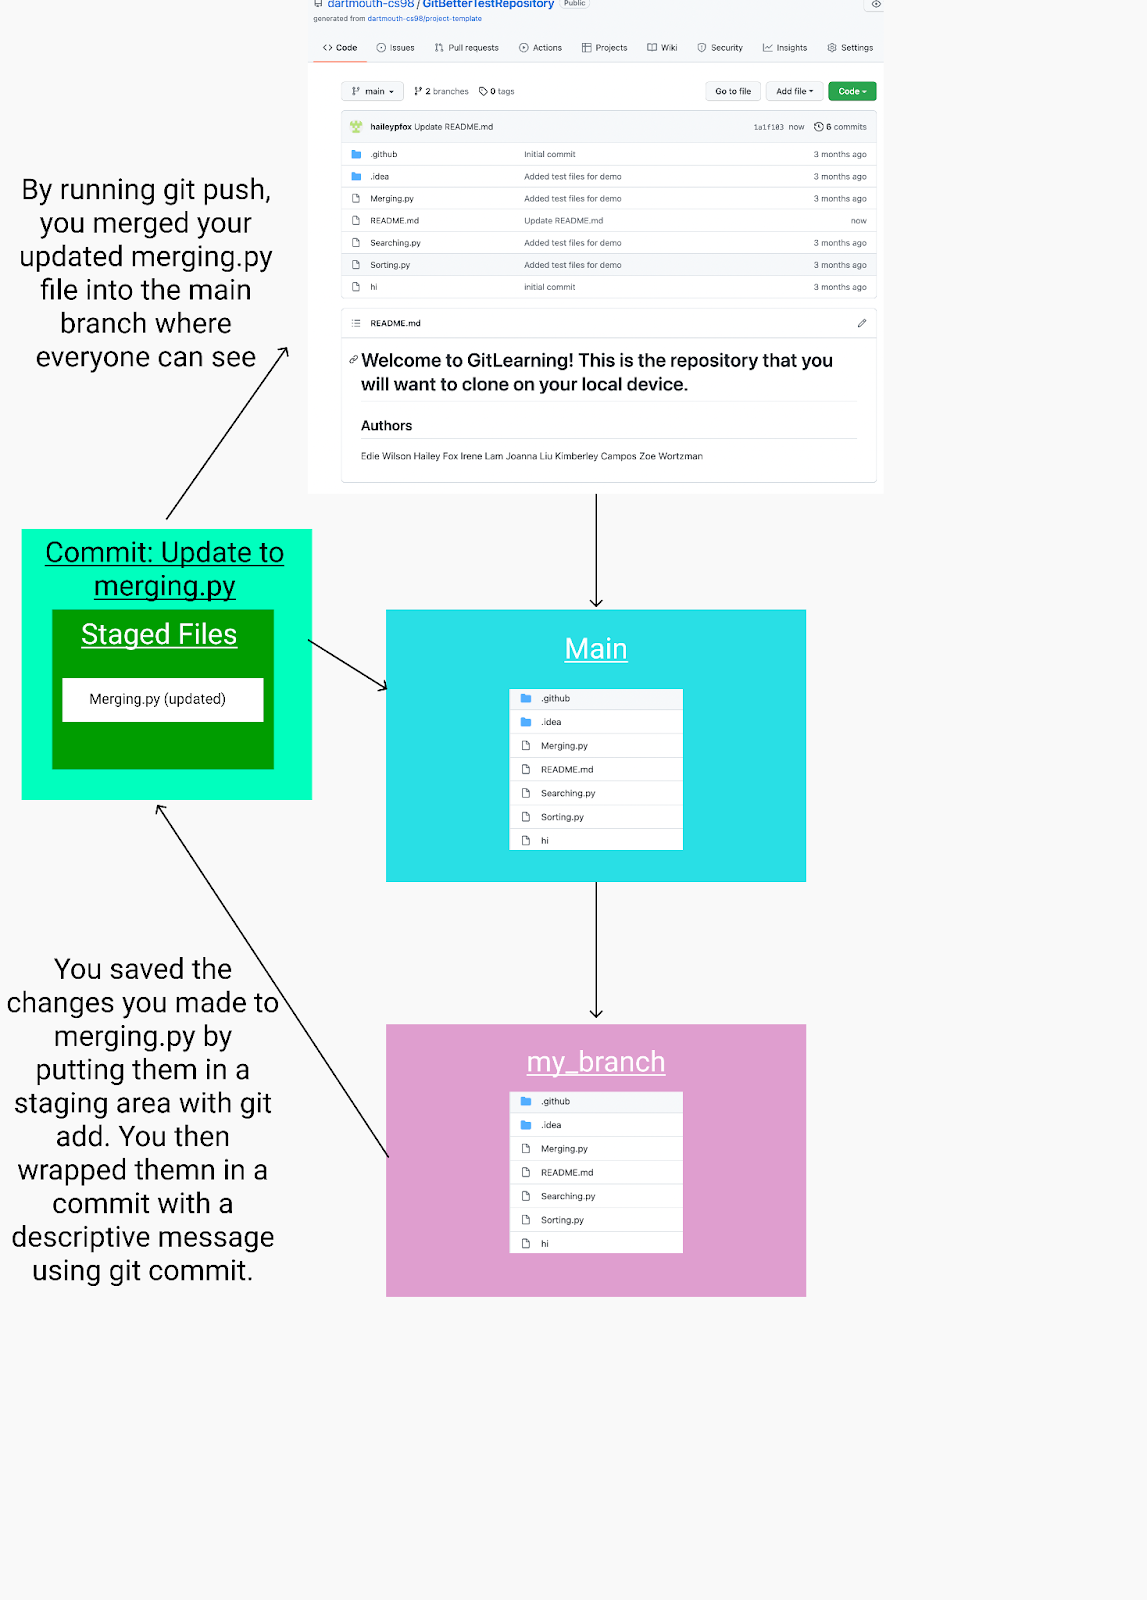 dartmouth-cs98 / GitBetterTestRepository Public
generated from dartmouth-cs98/project-template
Code Issues Pull requests Actions Projects Wiki Security Insights Settings
main 2 branches 0 tags Go to file Add file Code
haileypfox Update README.md 1a1f103 now 6 commits
.github Initial commit 3 months ago
.idea Added test files for demo 3 months ago
Merging.py Added test files for demo 3 months ago
README.md Update README.md now
Searching.py Added test files for demo 3 months ago
Sorting.py Added test files for demo 3 months ago
hi initial commit 3 months ago
README.md
Welcome to GitLearning! This is the repository that you
will want to clone on your local device.
Authors
Edie Wilson Hailey Fox Irene Lam Joanna Liu Kimberley Campos Zoe Wortzman
By running git push,
you merged your
updated merging.py
file into the main
branch where
everyone can see
Commit: Update to
merging.py
Staged Files
Merging.py (updated)
Main
.github
.idea
Merging.py
README.md
Searching.py
Sorting.py
hi
You saved the
changes you made to
merging.py by
putting them in a
staging area with git
add. You then
wrapped themn in a
commit with a
descriptive message
using git commit.
my_branch
.github
.idea
Merging.py
README.md
Searching.py
Sorting.py
hi